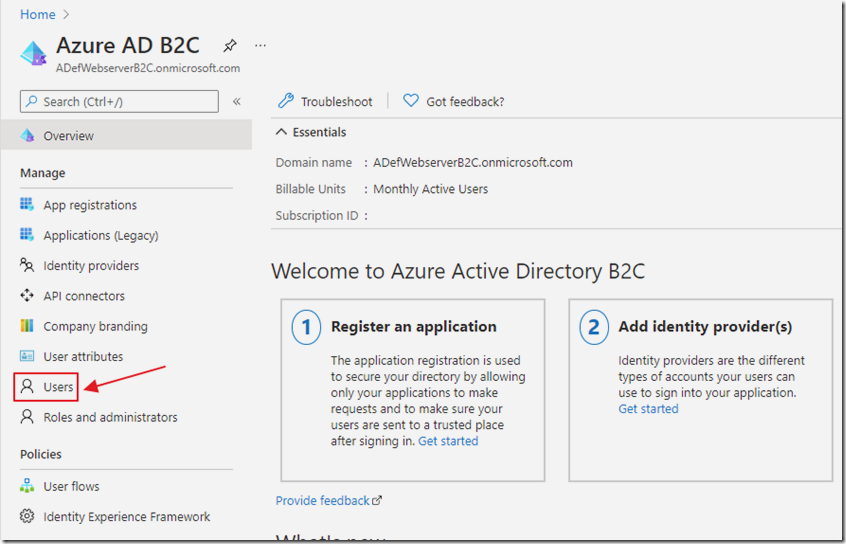 Home
Azure AD B2C
ADefWebserverB2C.onmicrosoft.com
Search (Ctrl+/)
Overview
Manage
App registrations
Applications (Legacy)
Identity providers
API connectors
Company branding
User attributes
Users
Roles and administrators
Policies
User flows
Identity Experience Framework
Troubleshoot
Got feedback?
Essentials
Domain name : ADefWebserverB2C.onmicrosoft.com
Billable Units : Monthly Active Users
Subscription ID :
Welcome to Azure Active Directory B2C
1 Register an application
The application registration is used
to secure your directory by allowing
only your applications to make
requests and to make sure your
users are sent to a trusted place
after signing in. Get started
2 Add identity provider(s)
Identity providers are the different
types of accounts your users can
use to sign into your application.
Get started
Provide feedback
What's new